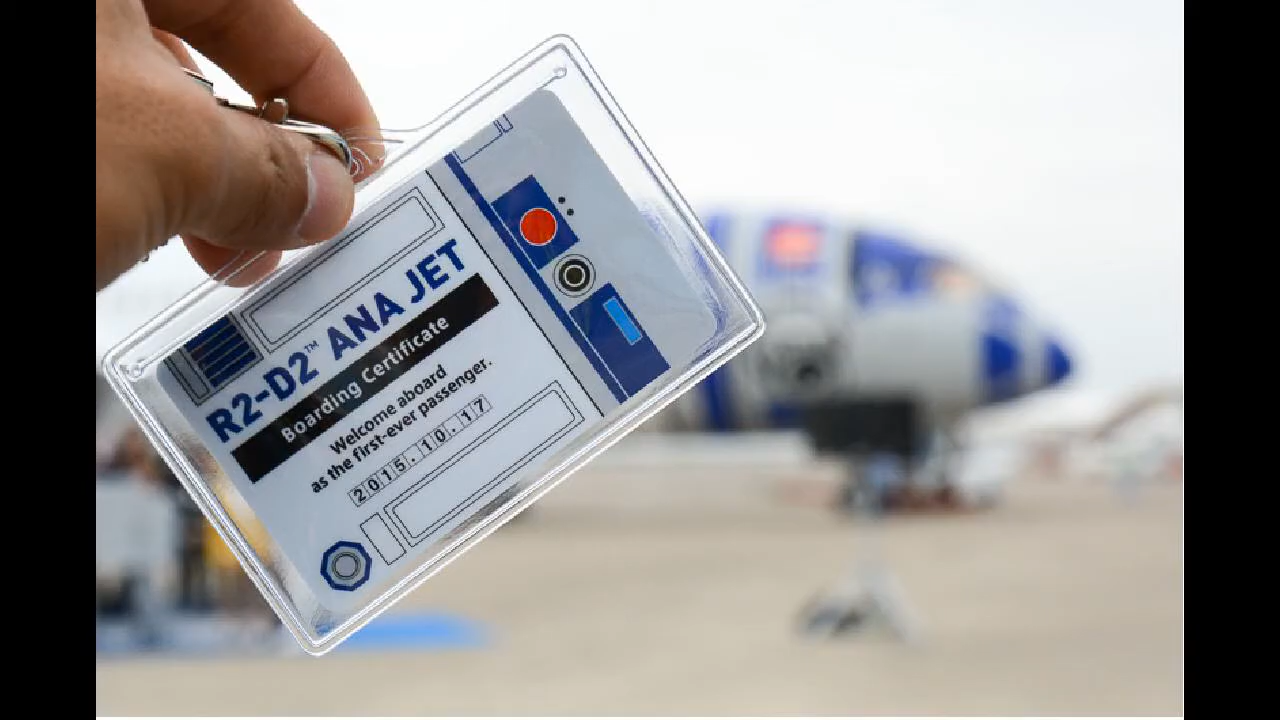 R2-D2™ ANA JET
Boarding Certificate
Welcome aboard
as the first-ever passenger.
2015.10.17